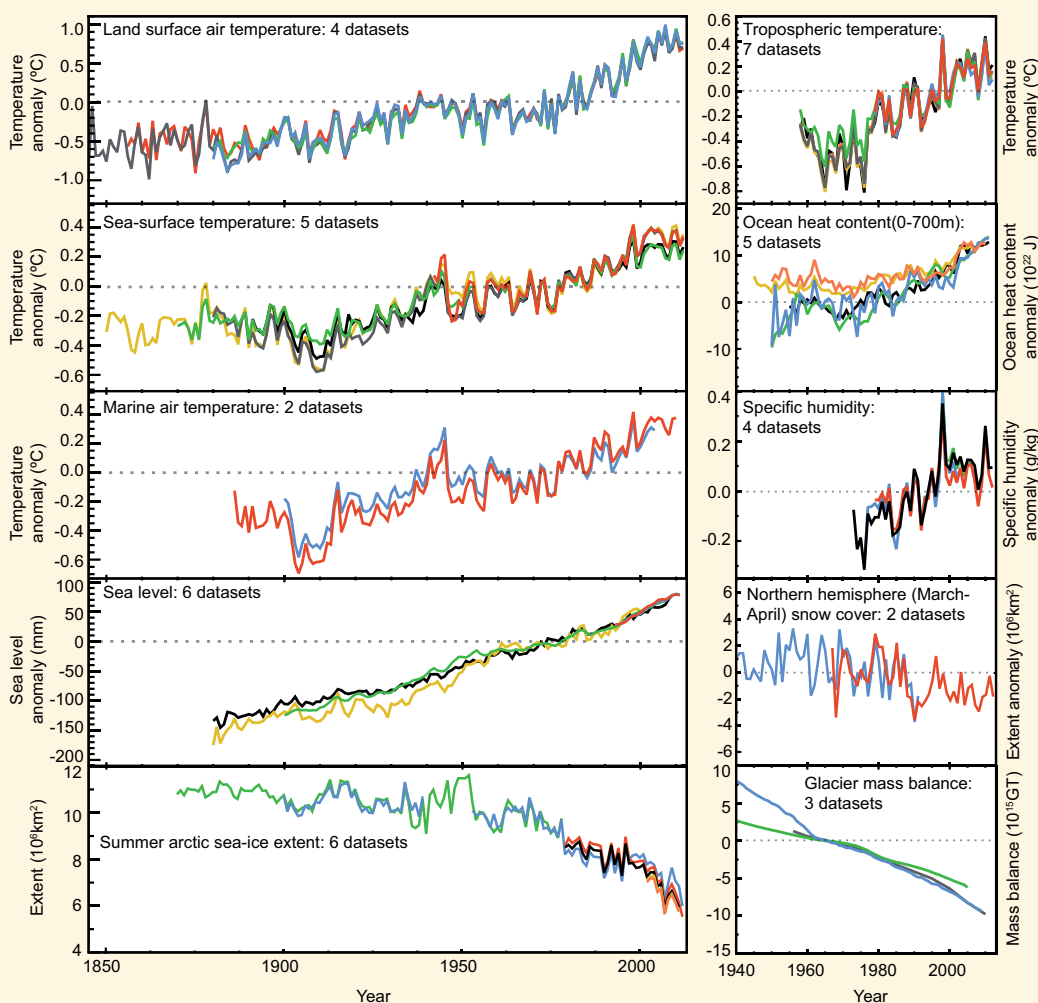 Land surface air temperature: 4 datasets
Temperature
anomaly (ºC)
1.0
0.5
0.0
-0.5
-1.0
Sea-surface temperature: 5 datasets
Temperature
anomaly (ºC)
0.4
0.2
0.0
-0.2
-0.4
-0.6
Marine air temperature: 2 datasets
Temperature
anomaly (ºC)
0.4
0.2
0.0
-0.2
-0.4
-0.6
Sea level: 6 datasets
Sea level
anomaly (mm)
100
50
0
-50
-100
-150
-200
Summer arctic sea-ice extent: 6 datasets
Extent (10⁶km²)
12
10
8
6
4
1850
1900
1950
2000
Year
Tropospheric temperature:
7 datasets
Temperature
anomaly (ºC)
0.6
0.4
0.2
0.0
-0.2
-0.4
-0.6
-0.8
Ocean heat content(0-700m):
5 datasets
Ocean heat content
anomaly (10²² J)
20
10
0
-10
Specific humidity:
4 datasets
Specific humidity
anomaly (g/kg)
0.4
0.2
0.0
-0.2
Northern hemisphere (March-
April) snow cover: 2 datasets
Extent anomaly (10⁶km²)
6
4
2
0
-2
-4
-6
Glacier mass balance:
3 datasets
Mass balance (10¹⁵GT)
10
5
0
-5
-10
-15
1940
1960
1980
2000
Year